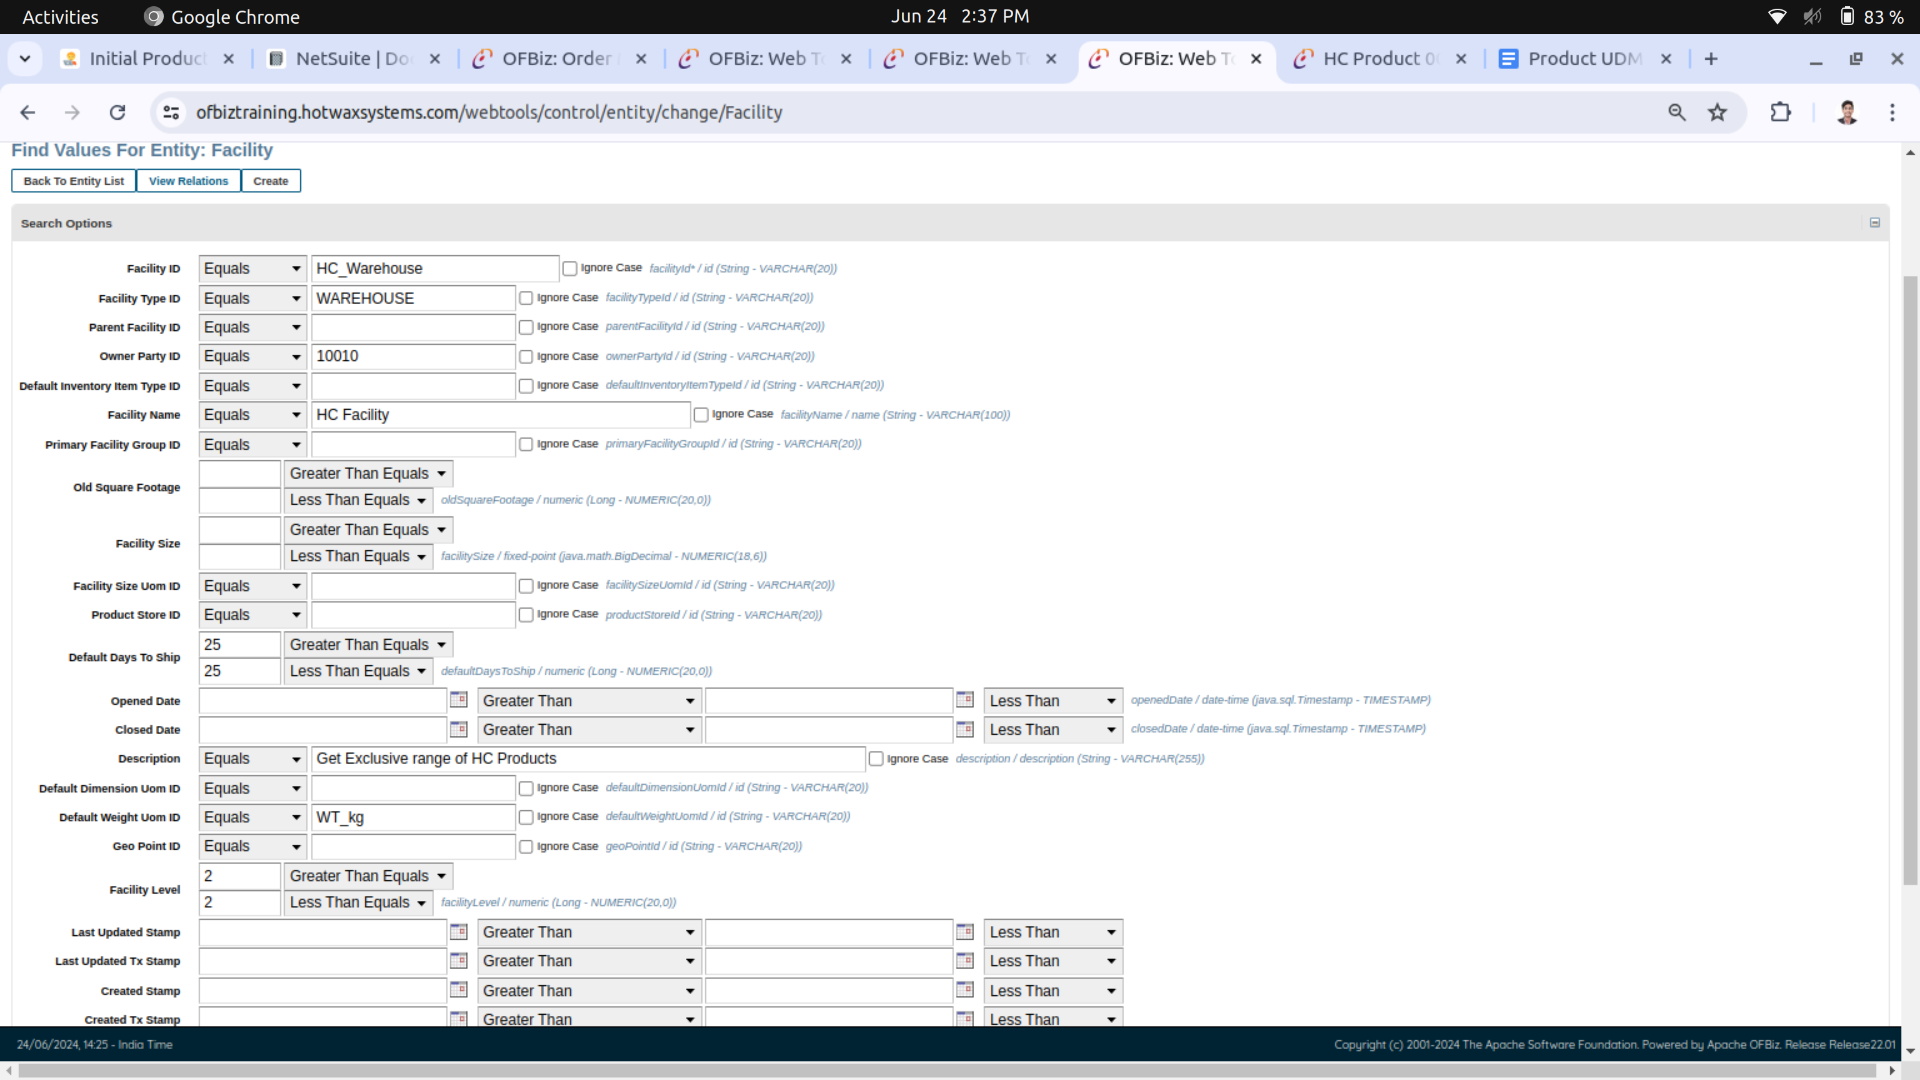 Activities Google Chrome Jun 24 2:37 PM 83 %
Initial Product NetSuite | Do OFBiz: Order OFBiz: Web To OFBiz: Web To OFBiz: Web To HC Product Product UDM
ofbiztraining.hotwaxsystems.com/webtools/control/entity/change/Facility
Find Values For Entity: Facility
Back To Entity List View Relations Create
Search Options
Facility ID Equals HC_Warehouse Ignore Case facilityId* / id (String - VARCHAR(20))
Facility Type ID Equals WAREHOUSE Ignore Case facilityTypeId / id (String - VARCHAR(20))
Parent Facility ID Equals Ignore Case parentFacilityId / id (String - VARCHAR(20))
Owner Party ID Equals 10010 Ignore Case ownerPartyId / id (String - VARCHAR(20))
Default Inventory Item Type ID Equals Ignore Case defaultInventoryItemTypeId / id (String - VARCHAR(20))
Facility Name Equals HC Facility Ignore Case facilityName / name (String - VARCHAR(100))
Primary Facility Group ID Equals Ignore Case primaryFacilityGroupId / id (String - VARCHAR(20))
Greater Than Equals
Old Square Footage
Less Than Equals oldSquareFootage / numeric (Long - NUMERIC(20,0))
Greater Than Equals
Facility Size
Less Than Equals facilitySize / fixed-point (java.math.BigDecimal - NUMERIC(18,6))
Facility Size Uom ID Equals Ignore Case facilitySizeUomId / id (String - VARCHAR(20))
Product Store ID Equals Ignore Case productStoreId / id (String - VARCHAR(20))
25 Greater Than Equals
Default Days To Ship
25 Less Than Equals defaultDaysToShip / numeric (Long - NUMERIC(20,0))
Opened Date Greater Than Less Than openedDate / date-time (java.sql.Timestamp - TIMESTAMP)
Closed Date Greater Than Less Than closedDate / date-time (java.sql.Timestamp - TIMESTAMP)
Description Equals Get Exclusive range of HC Products Ignore Case description / description (String - VARCHAR(255))
Default Dimension Uom ID Equals Ignore Case defaultDimensionUomId / id (String - VARCHAR(20))
Default Weight Uom ID Equals WT_kg Ignore Case defaultWeightUomId / id (String - VARCHAR(20))
Geo Point ID Equals Ignore Case geoPointId / id (String - VARCHAR(20))
2 Greater Than Equals
Facility Level
2 Less Than Equals facilityLevel / numeric (Long - NUMERIC(20,0))
Last Updated Stamp Greater Than Less Than
Last Updated Tx Stamp Greater Than Less Than
Created Stamp Greater Than Less Than
Created Tx Stamp Greater Than Less Than
24/06/2024, 14:25 - India Time Copyright (c) 2001-2024 The Apache Software Foundation. Powered by Apache OFBiz. Release Release22.01